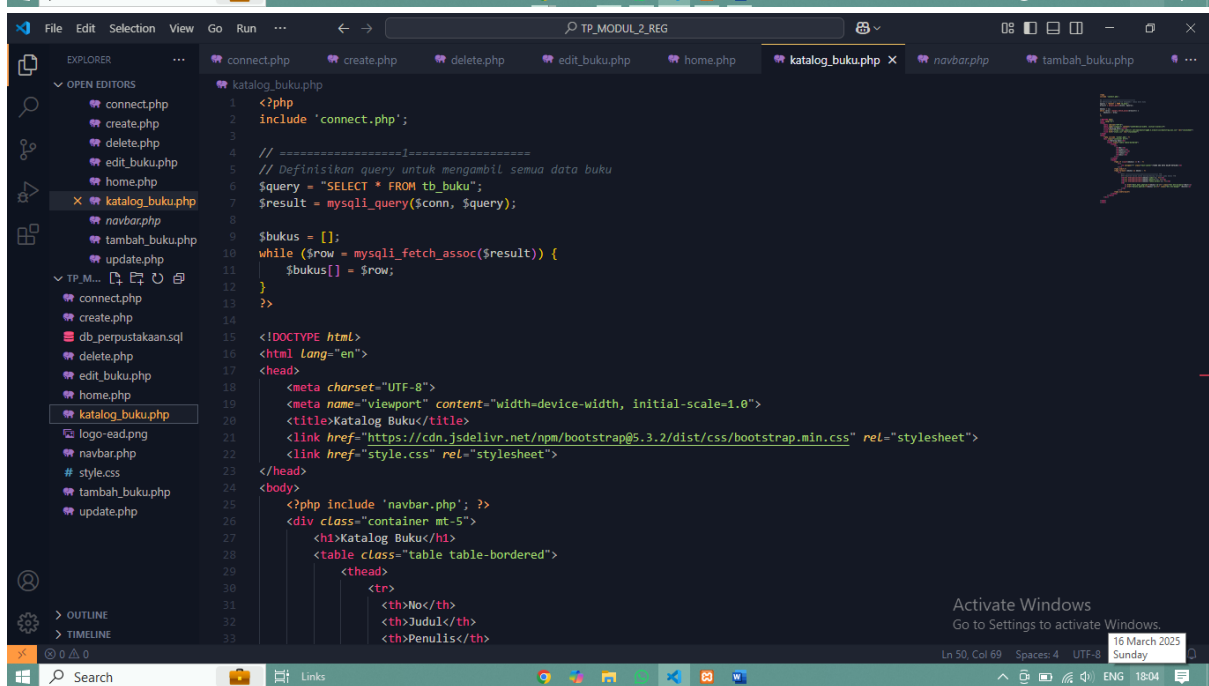 File Edit Selection View Go Run ··· TP_MODUL_2_REG
EXPLORER ···
OPEN EDITORS
connect.php
create.php
delete.php
edit_buku.php
home.php
katalog_buku.php
navbar.php
tambah_buku.php
update.php
TP_M...
connect.php
create.php
db_perpustakaan.sql
delete.php
edit_buku.php
home.php
katalog_buku.php
logo-ead.png
navbar.php
style.css
tambah_buku.php
update.php
OUTLINE
TIMELINE
connect.php create.php delete.php edit_buku.php home.php katalog_buku.php navbar.php tambah_buku.php ···
katalog_buku.php
1 <?php
2 include 'connect.php';
3
4 // ==================1==================
5 // Definisikan query untuk mengambil semua data buku
6 $query = "SELECT * FROM tb_buku";
7 $result = mysqli_query($conn, $query);
8
9 $bukus = [];
10 while ($row = mysqli_fetch_assoc($result)) {
11 $bukus[] = $row;
12 }
13 ?>
14
15 <!DOCTYPE html>
16 <html lang="en">
17 <head>
18 <meta charset="UTF-8">
19 <meta name="viewport" content="width=device-width, initial-scale=1.0">
20 <title>Katalog Buku</title>
21 <link href="https://cdn.jsdelivr.net/npm/bootstrap@5.3.2/dist/css/bootstrap.min.css" rel="stylesheet">
22 <link href="style.css" rel="stylesheet">
23 </head>
24 <body>
25 <?php include 'navbar.php'; ?>
26 <div class="container mt-5">
27 <h1>Katalog Buku</h1>
28 <table class="table table-bordered">
29 <thead>
30 <tr>
31 <th>No</th>
32 <th>Judul</th>
33 <th>Penulis</th>
Activate Windows
Go to Settings to activate Windows.
16 March 2025
Sunday
0 0 Ln 50, Col 69 Spaces: 4 UTF-8
Search Links ENG 18:04